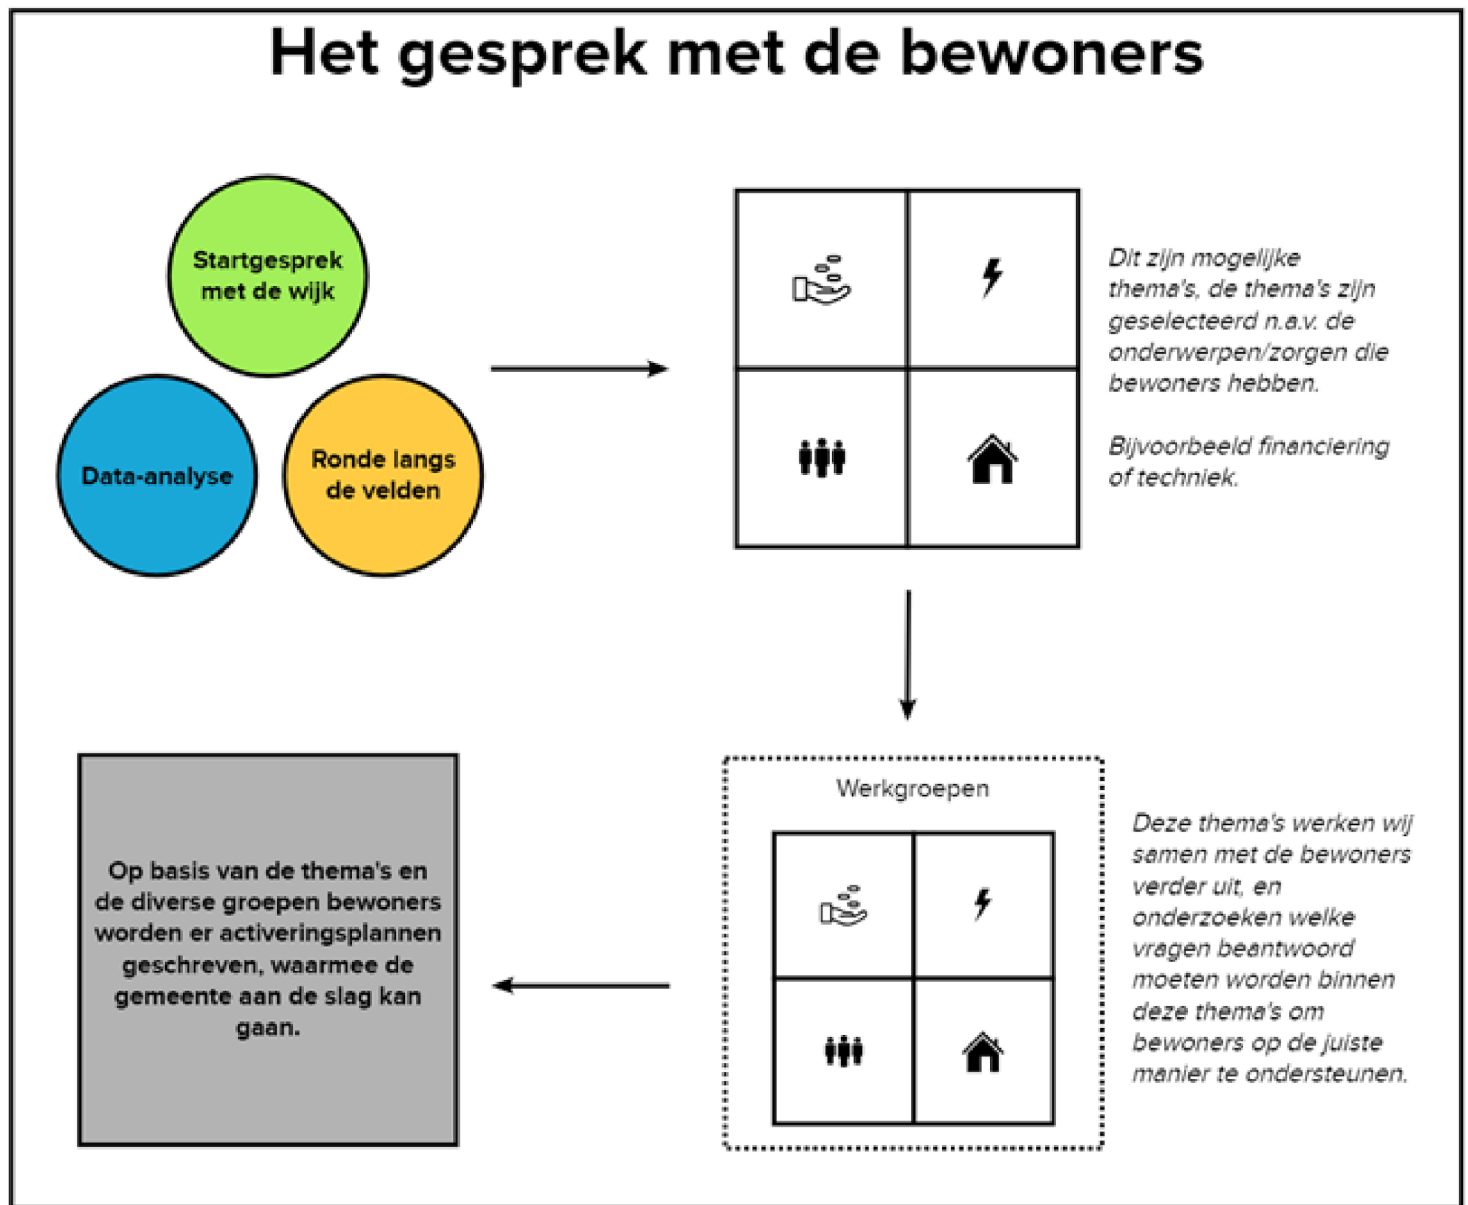 Het gesprek met de bewoners
Startgesprek
met de wijk
Data-analyse
Ronde langs
de velden
Dit zijn mogelijke
thema's, de thema's zijn
geselecteerd n.a.v. de
onderwerpen/zorgen die
bewoners hebben.
Bijvoorbeeld financiering
of techniek.
Werkgroepen
Deze thema's werken wij
samen met de bewoners
verder uit, en
onderzoeken welke
vragen beantwoord
moeten worden binnen
deze thema's om
bewoners op de juiste
manier te ondersteunen.
Op basis van de thema's en
de diverse groepen bewoners
worden er activeringsplannen
geschreven, waarmee de
gemeente aan de slag kan
gaan.